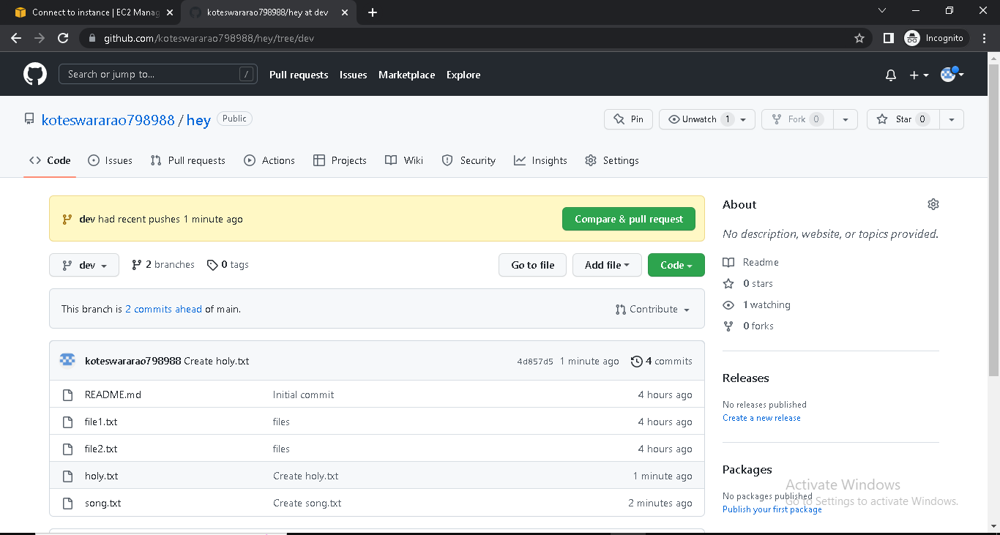 Connect to instance | EC2 Manag
koteswararao798988/hey at dev
github.com/koteswararao798988/hey/tree/dev
Incognito
Search or jump to...
/
Pull requests
Issues
Marketplace
Explore
koteswararao798988 / hey
Public
Pin
Unwatch 1
Fork 0
Star 0
Code
Issues
Pull requests
Actions
Projects
Wiki
Security
Insights
Settings
dev had recent pushes 1 minute ago
Compare & pull request
dev
2 branches
0 tags
Go to file
Add file
Code
This branch is 2 commits ahead of main.
Contribute
koteswararao798988 Create holy.txt
4d857d5 1 minute ago
4 commits
README.md Initial commit 4 hours ago
file1.txt files 4 hours ago
file2.txt files 4 hours ago
holy.txt Create holy.txt 1 minute ago
song.txt Create song.txt 2 minutes ago
About
No description, website, or topics provided.
Readme
0 stars
1 watching
0 forks
Releases
No releases published
Create a new release
Packages
No packages published
Publish your first package
Activate Windows
Go to Settings to activate Windows.